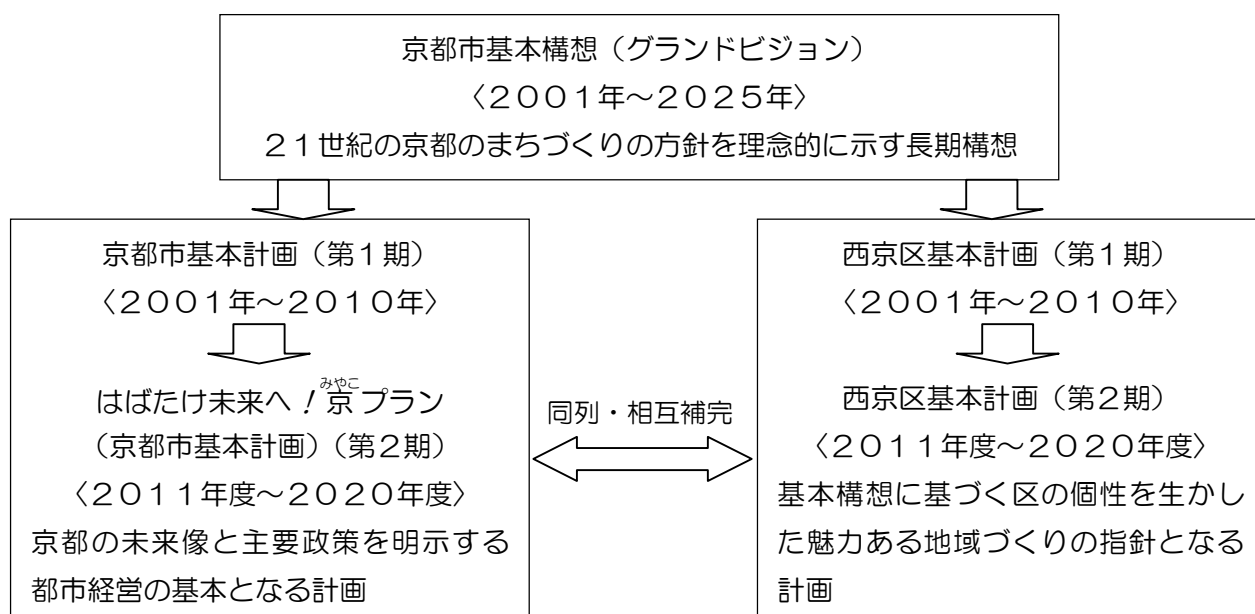 京都市基本構想（グランドビジョン）
〈２００１年～２０２５年〉
２１世紀の京都のまちづくりの方針を理念的に示す長期構想
京都市基本計画（第１期）
〈２００１年～２０１０年〉
みやこ
はばたけ未来へ！京プラン
（京都市基本計画）（第２期）
〈２０１１年度～２０２０年度〉
京都の未来像と主要政策を明示する
都市経営の基本となる計画
同列・相互補完
西京区基本計画（第１期）
〈２００１年～２０１０年〉
西京区基本計画（第２期）
〈２０１１年度～２０２０年度〉
基本構想に基づく区の個性を生かし
た魅力ある地域づくりの指針となる
計画